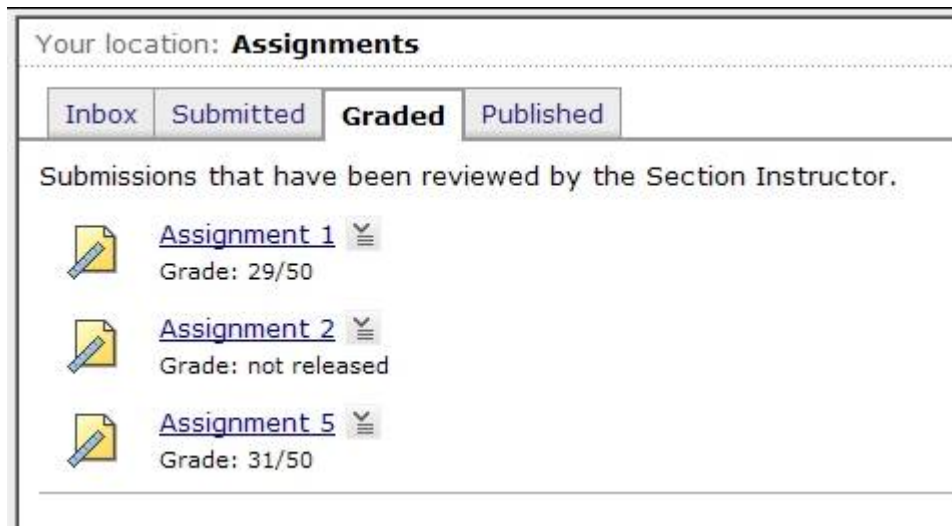 Your location: Assignments
Inbox Submitted Graded Published
Submissions that have been reviewed by the Section Instructor.
Assignment 1
Grade: 29/50
Assignment 2
Grade: not released
Assignment 5
Grade: 31/50